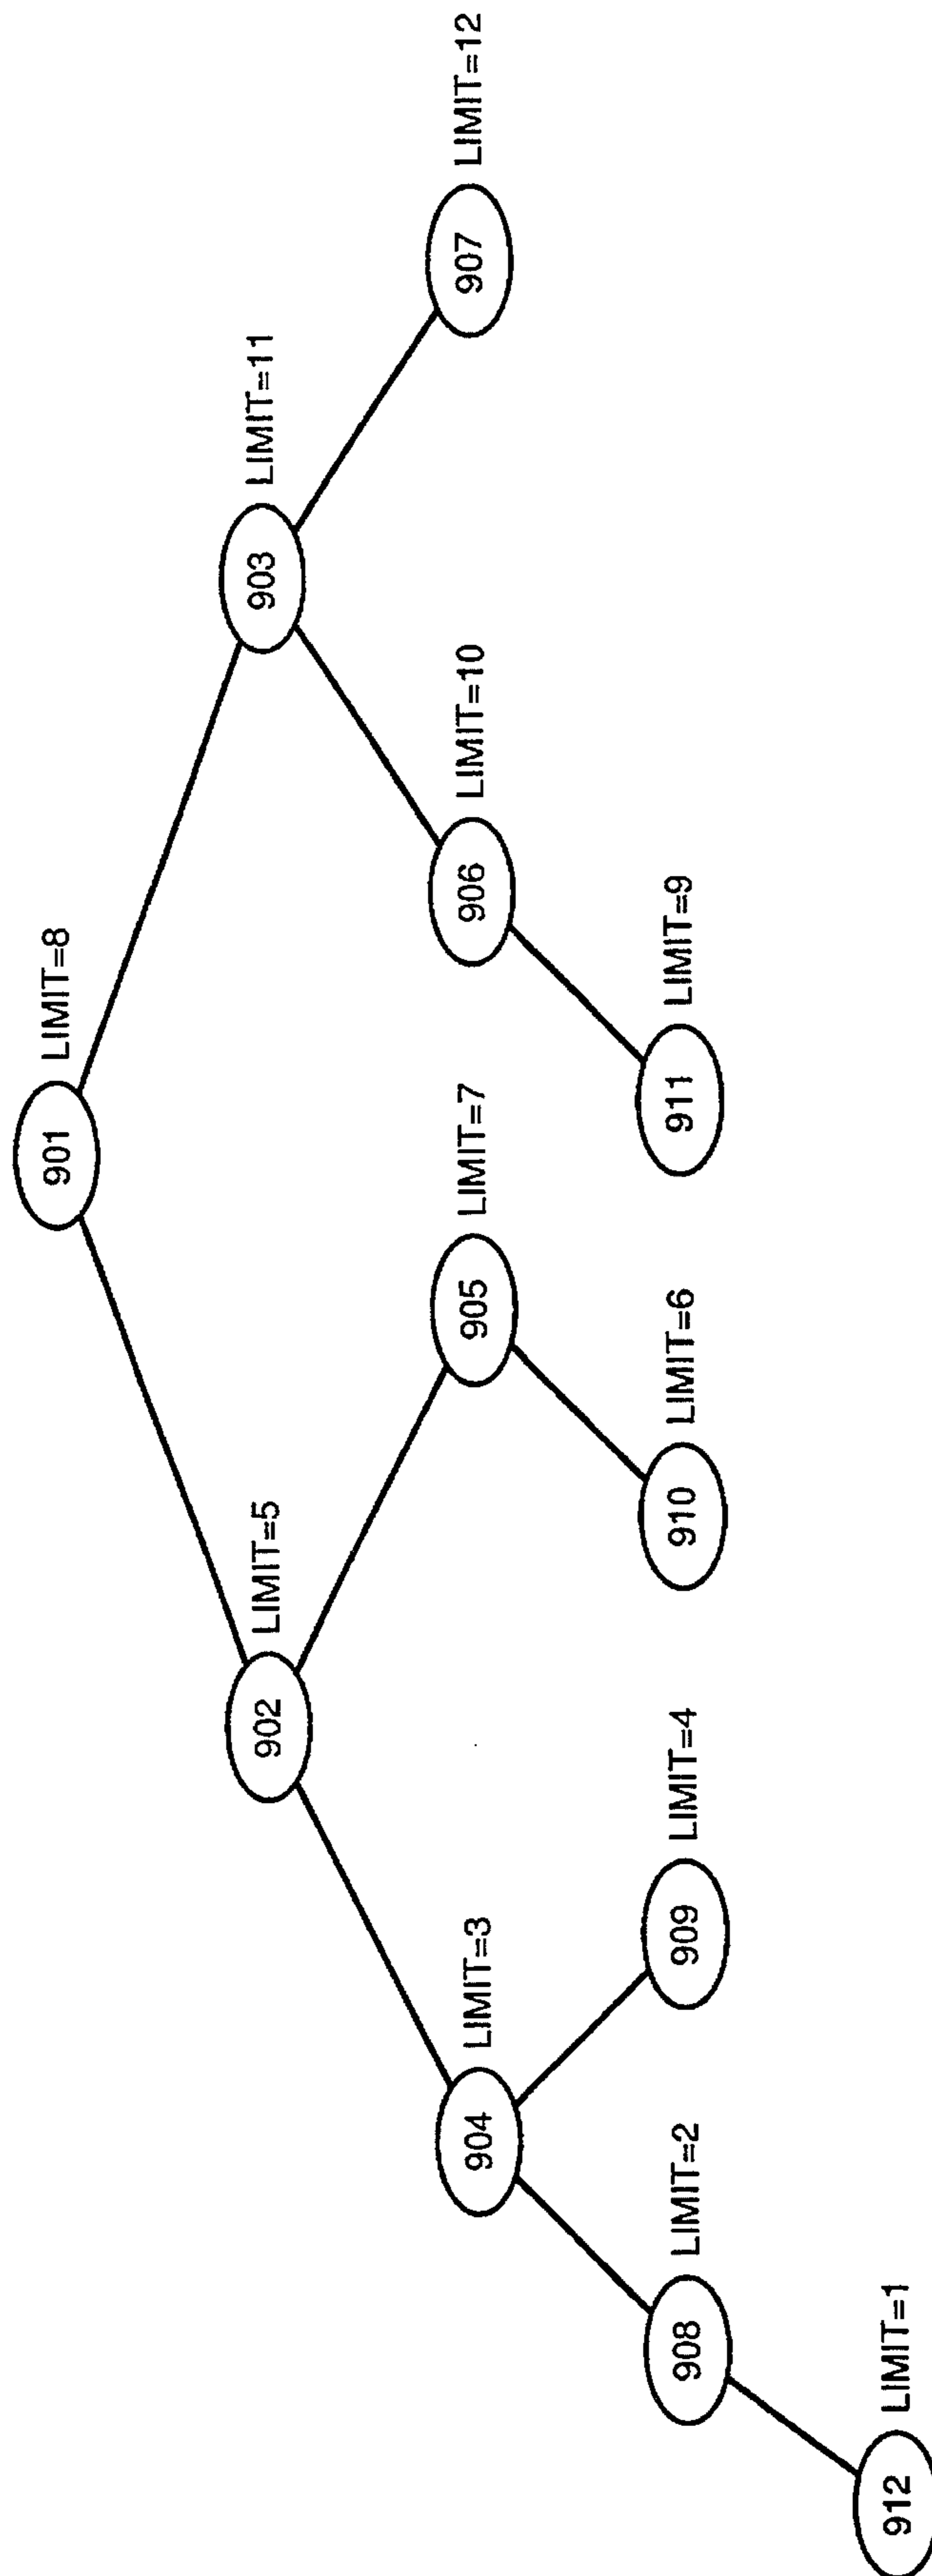 901 LIMIT=8
902 LIMIT=5
903 LIMIT=11
904 LIMIT=3
905 LIMIT=7
906 LIMIT=10
907 LIMIT=12
908 LIMIT=2
909 LIMIT=4
910 LIMIT=6
911 LIMIT=9
912 LIMIT=1